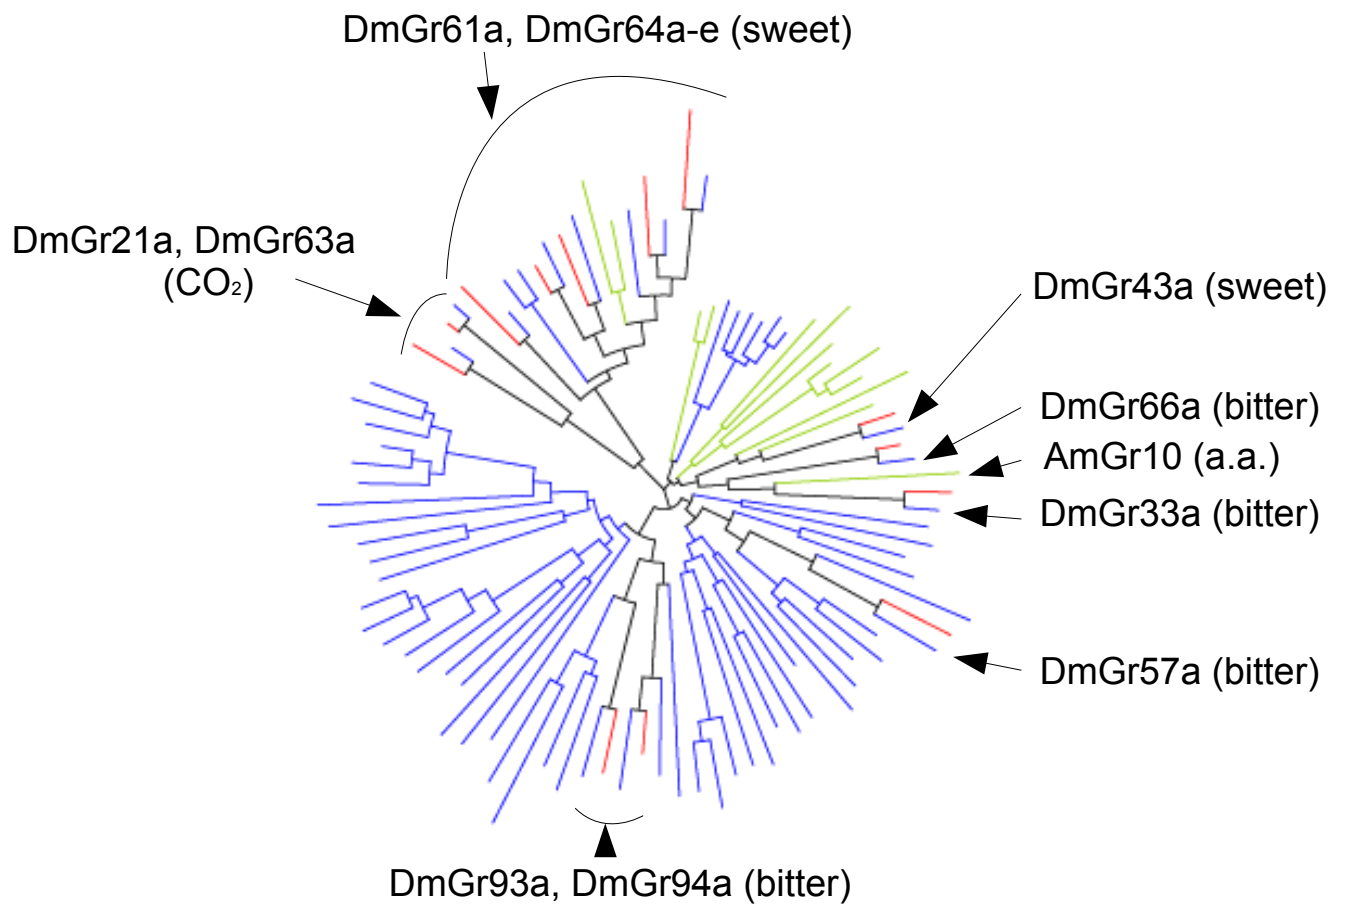 DmGr61a, DmGr64a-e (sweet)
DmGr21a, DmGr63a
(CO₂)
DmGr43a (sweet)
DmGr66a (bitter)
AmGr10 (a.a.)
DmGr33a (bitter)
DmGr57a (bitter)
DmGr93a, DmGr94a (bitter)